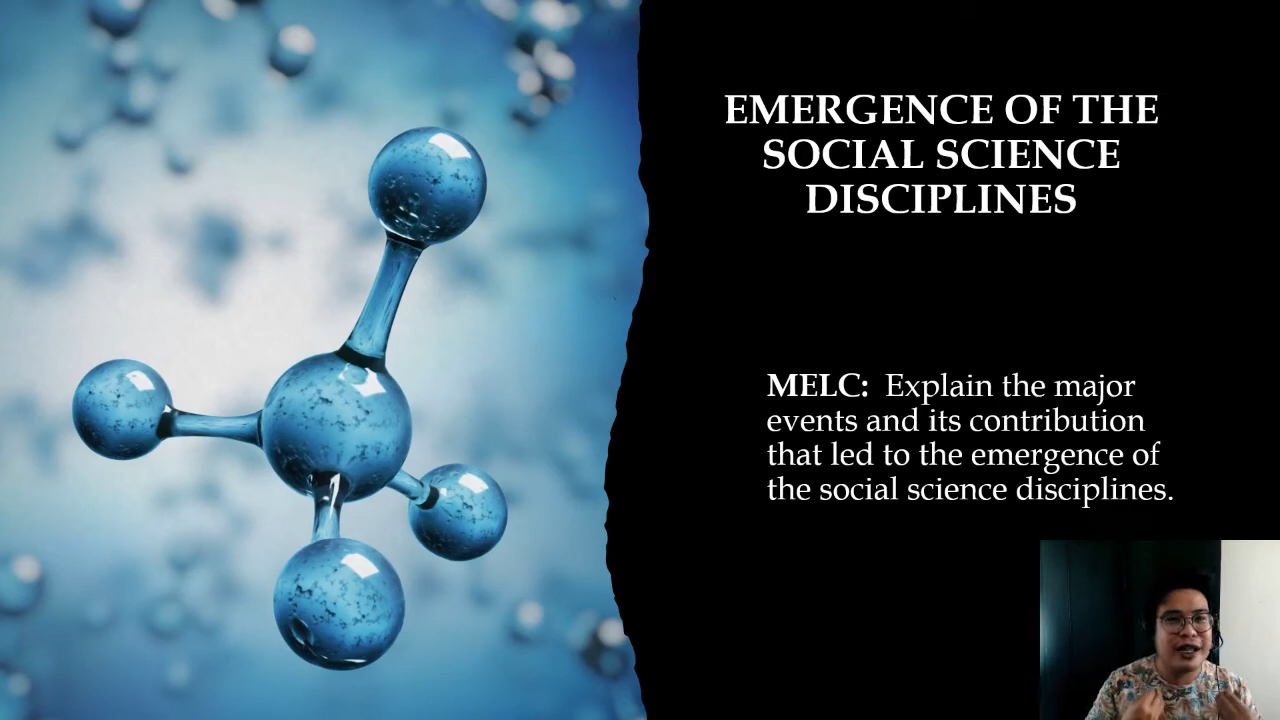 EMERGENCE OF THE
SOCIAL SCIENCE
DISCIPLINES
MELC: Explain the major
events and its contribution
that led to the emergence of
the social science disciplines.